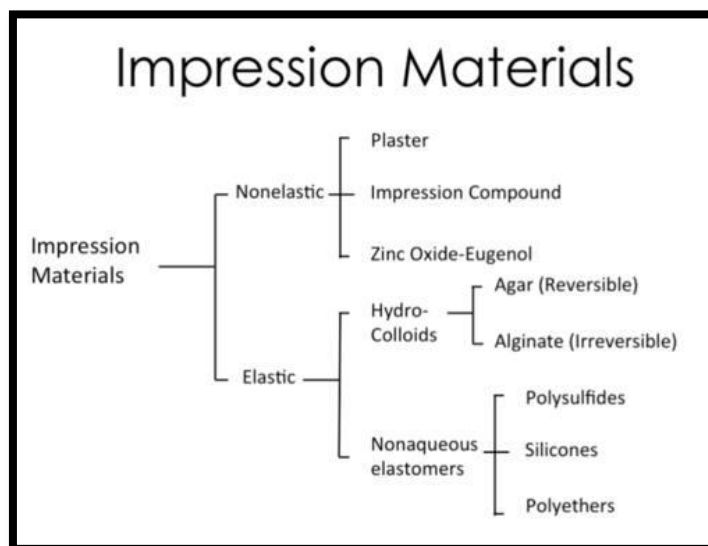 Impression Materials
Plaster
Nonelastic
Impression Compound
Impression
Materials
Zinc Oxide-Eugenol
Hydro-
Colloids
Agar (Reversible)
Alginate (Irreversible)
Elastic
Nonaqueous
elastomers
Polysulfides
Silicones
Polyethers